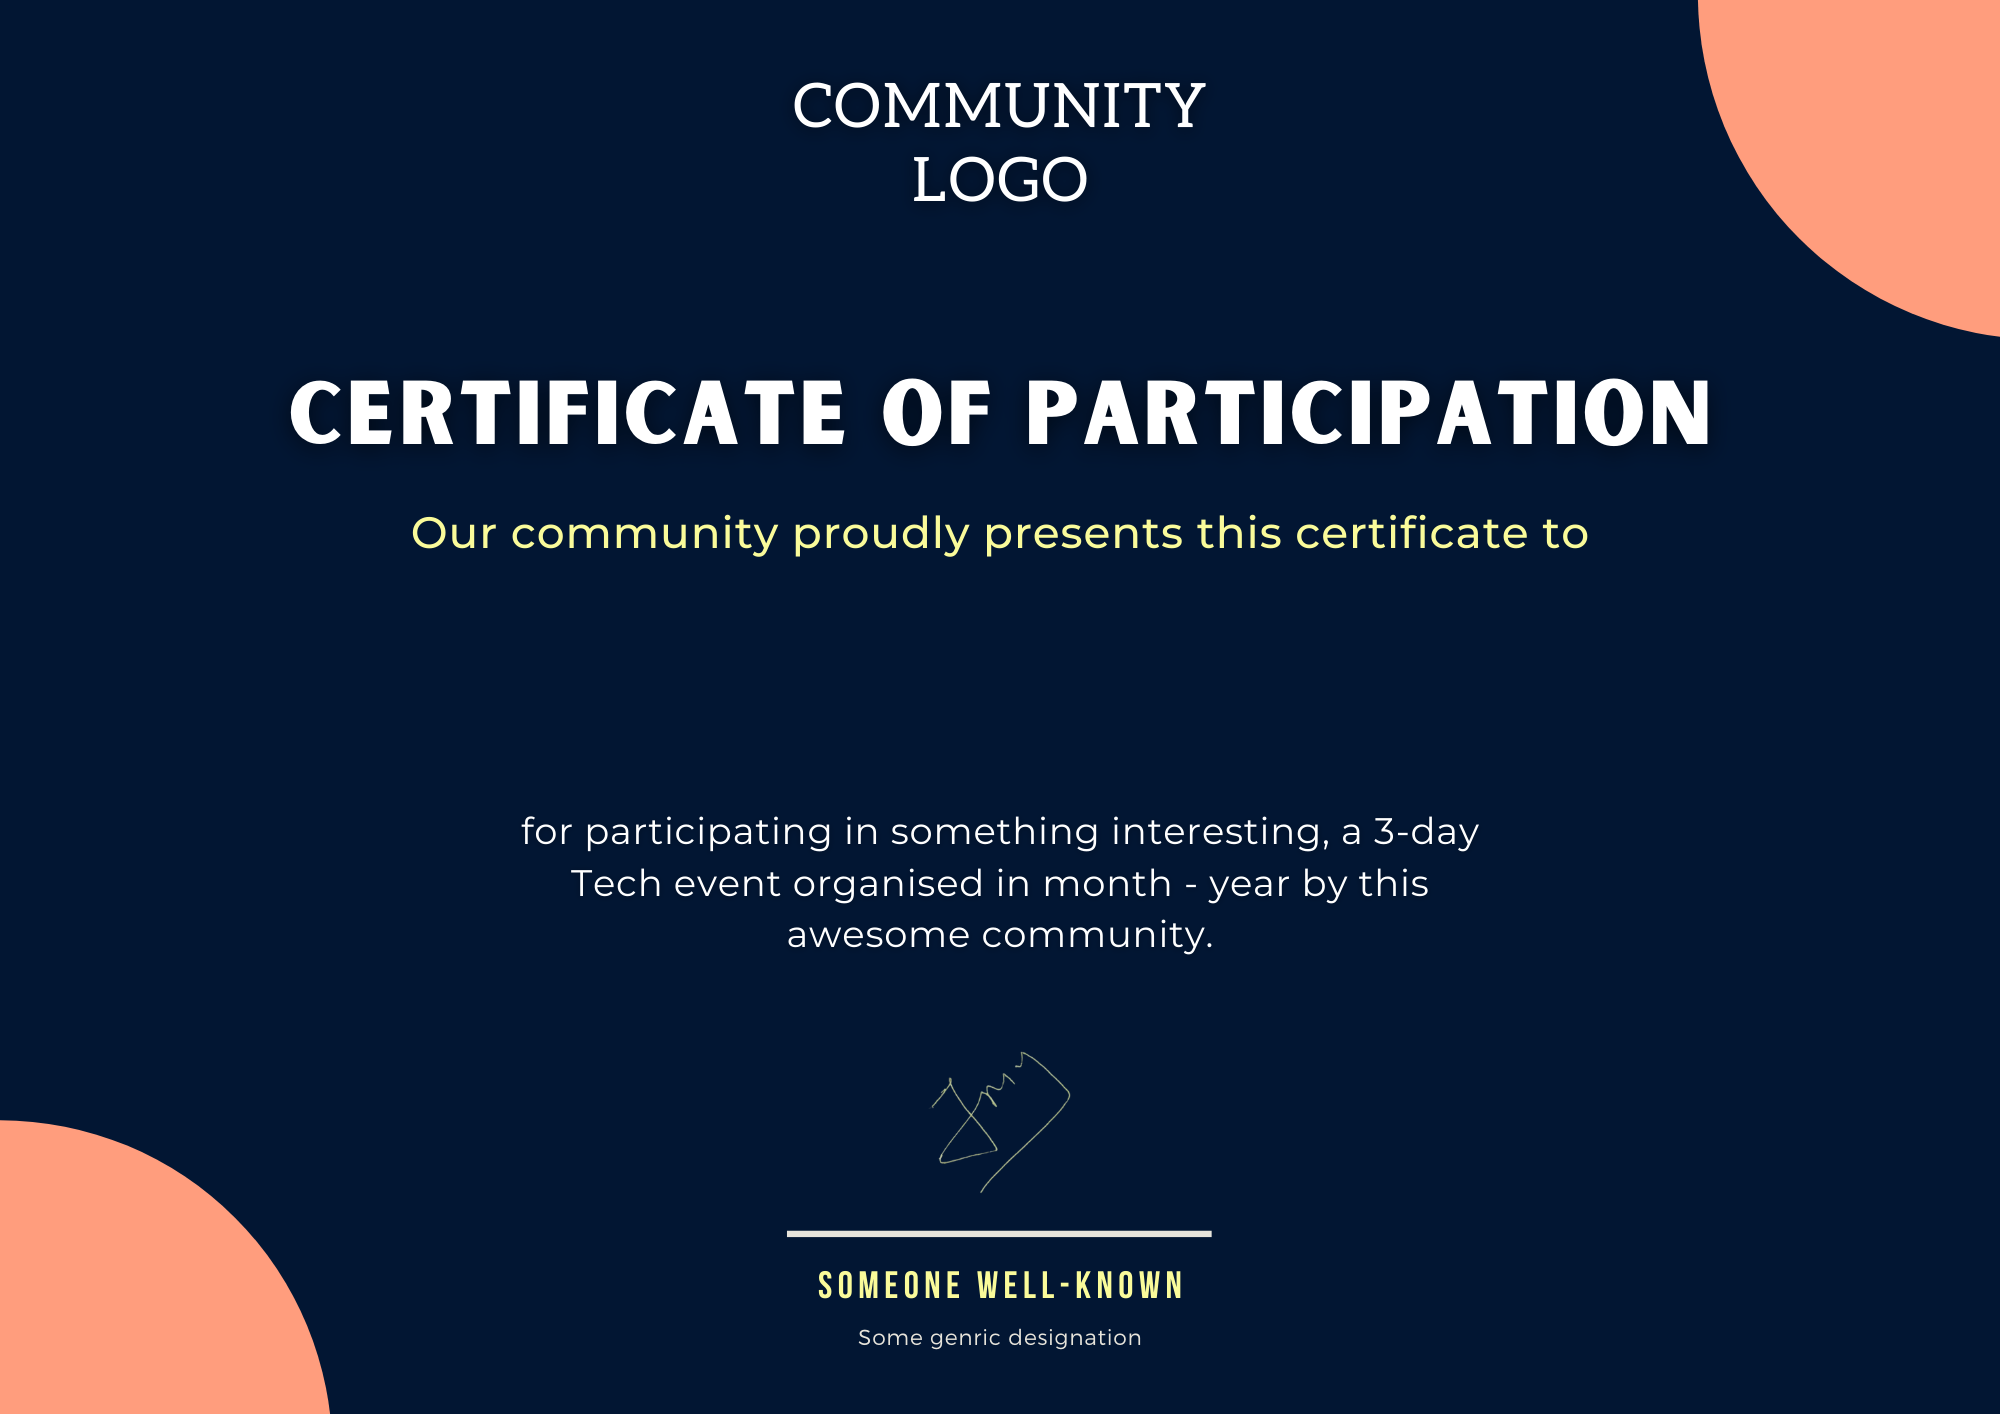 COMMUNITY
LOGO
CERTIFICATE OF PARTICIPATION
Our community proudly presents this certificate to
for participating in something interesting, a 3-day
Tech event organised in month - year by this
awesome community.
SOMEONE WELL-KNOWN
Some genric designation